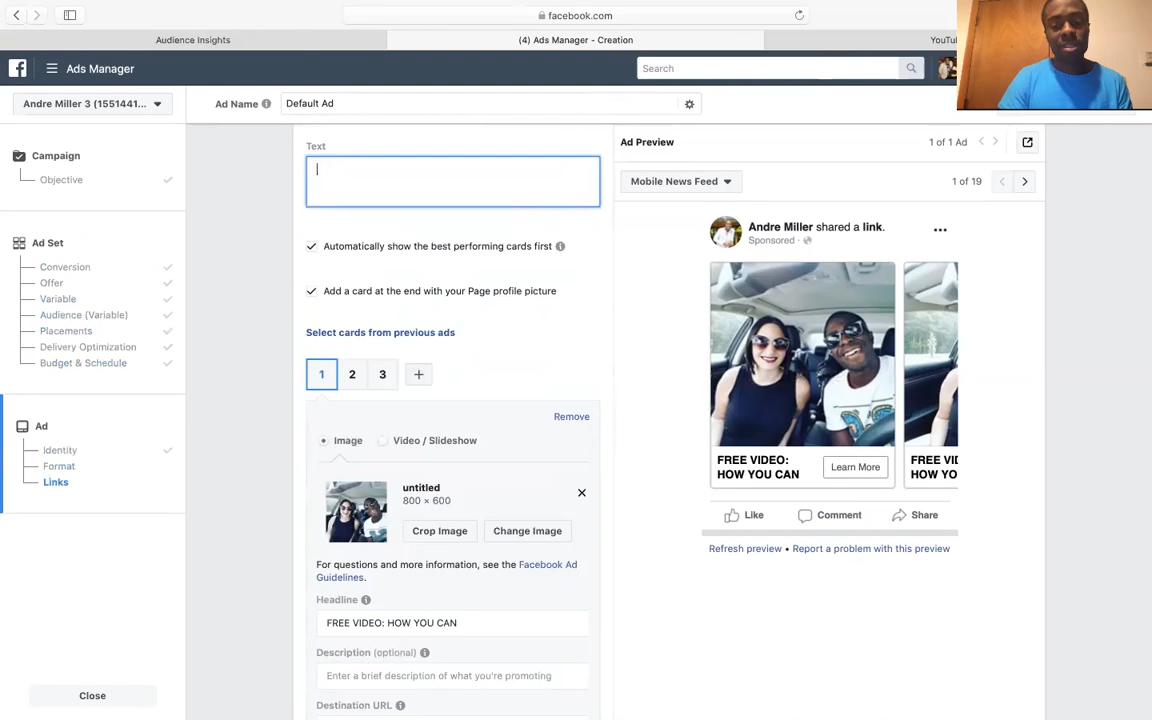 facebook.com
Audience Insights
(4) Ads Manager - Creation
YouTu
Ads Manager
Search
Andre Miller 3 (1551441...
Ad Name
Default Ad
Campaign
Objective
Ad Set
Conversion
Offer
Variable
Audience (Variable)
Placements
Delivery Optimization
Budget & Schedule
Ad
Identity
Format
Links
Close
Text
Automatically show the best performing cards first
Add a card at the end with your Page profile picture
Select cards from previous ads
1 2 3 +
Remove
Image
Video / Slideshow
untitled
800 × 600
Crop Image
Change Image
For questions and more information, see the Facebook Ad
Guidelines.
Headline
FREE VIDEO: HOW YOU CAN
Description (optional)
Enter a brief description of what you're promoting
Destination URL
Ad Preview
1 of 1 Ad
Mobile News Feed
1 of 19
Andre Miller shared a link.
Sponsored ·
FREE VIDEO:
HOW YOU CAN
Learn More
FREE VID
HOW YO
Like
Comment
Share
Refresh preview • Report a problem with this preview